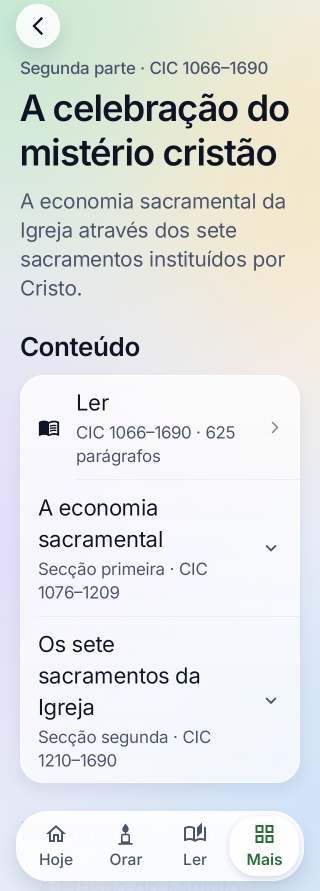 Segunda parte · CIC 1066–1690
A celebração do
mistério cristão
A economia sacramental da
Igreja através dos sete
sacramentos instituídos por
Cristo.
Conteúdo
Ler
CIC 1066–1690 · 625
parágrafos
A economia
sacramental
Secção primeira · CIC
1076–1209
Os sete
sacramentos da
Igreja
Secção segunda · CIC
1210–1690
Hoje
Orar
Ler
Mais